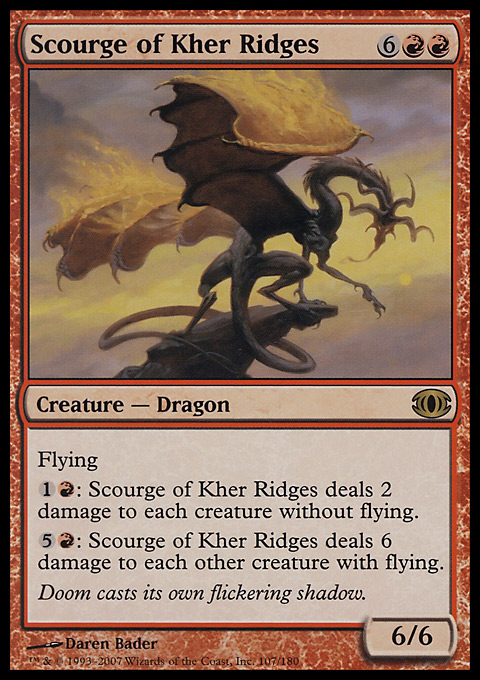 Scourge of Kher Ridges 6
Creature — Dragon
Flying
1: Scourge of Kher Ridges deals 2
damage to each creature without flying.
5: Scourge of Kher Ridges deals 6
damage to each other creature with flying.
Doom casts its own flickering shadow.
6/6
Daren Bader
™ & © 1993–2007 Wizards of the Coast, Inc. 107/180